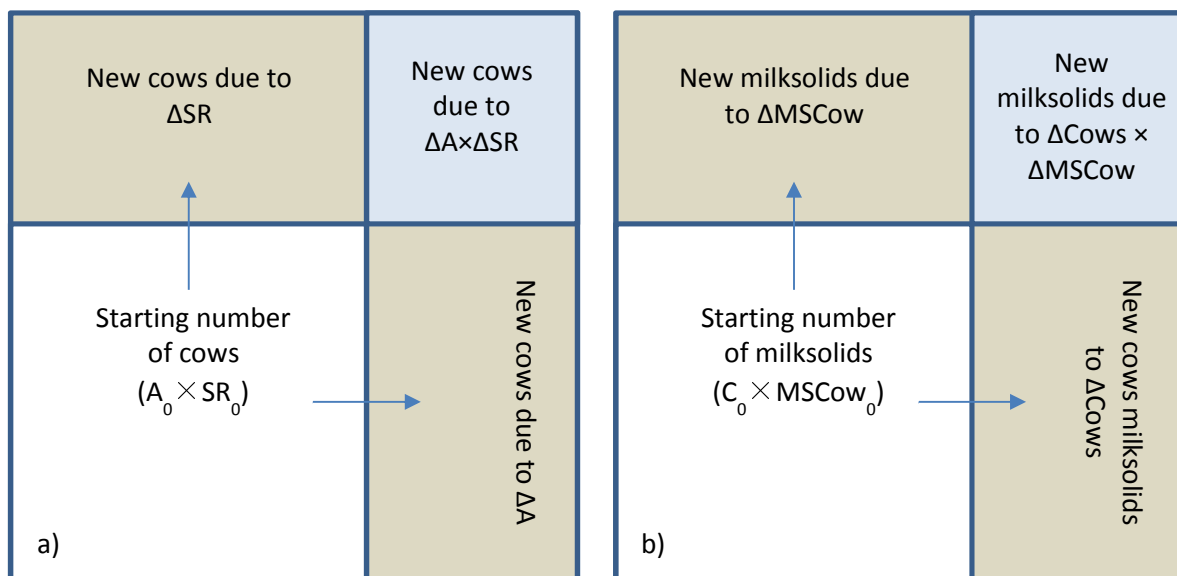 New cows due to
ΔSR
New cows
due to
ΔA×ΔSR
Starting number
of cows
(A₀ × SR₀)
New cows due to ΔA
a)
New milksolids due
to ΔMSCow
New
milksolids due
to ΔCows ×
ΔMSCow
Starting number
of milksolids
(C₀ × MSCow₀)
New cows milksolids
to ΔCows
b)